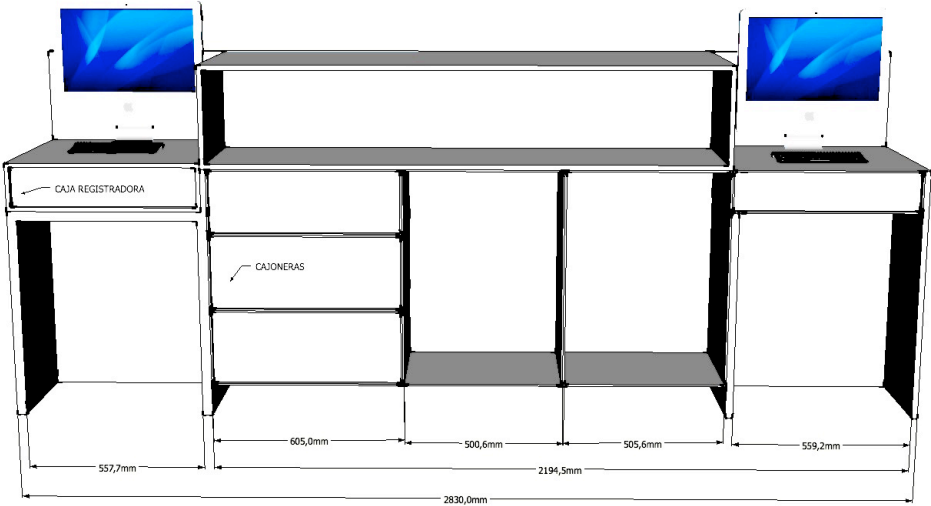 CAJA REGISTRADORA
CAJONERAS
605,0mm
500,6mm
505,6mm
559,2mm
557,7mm
2194,5mm
2830,0mm